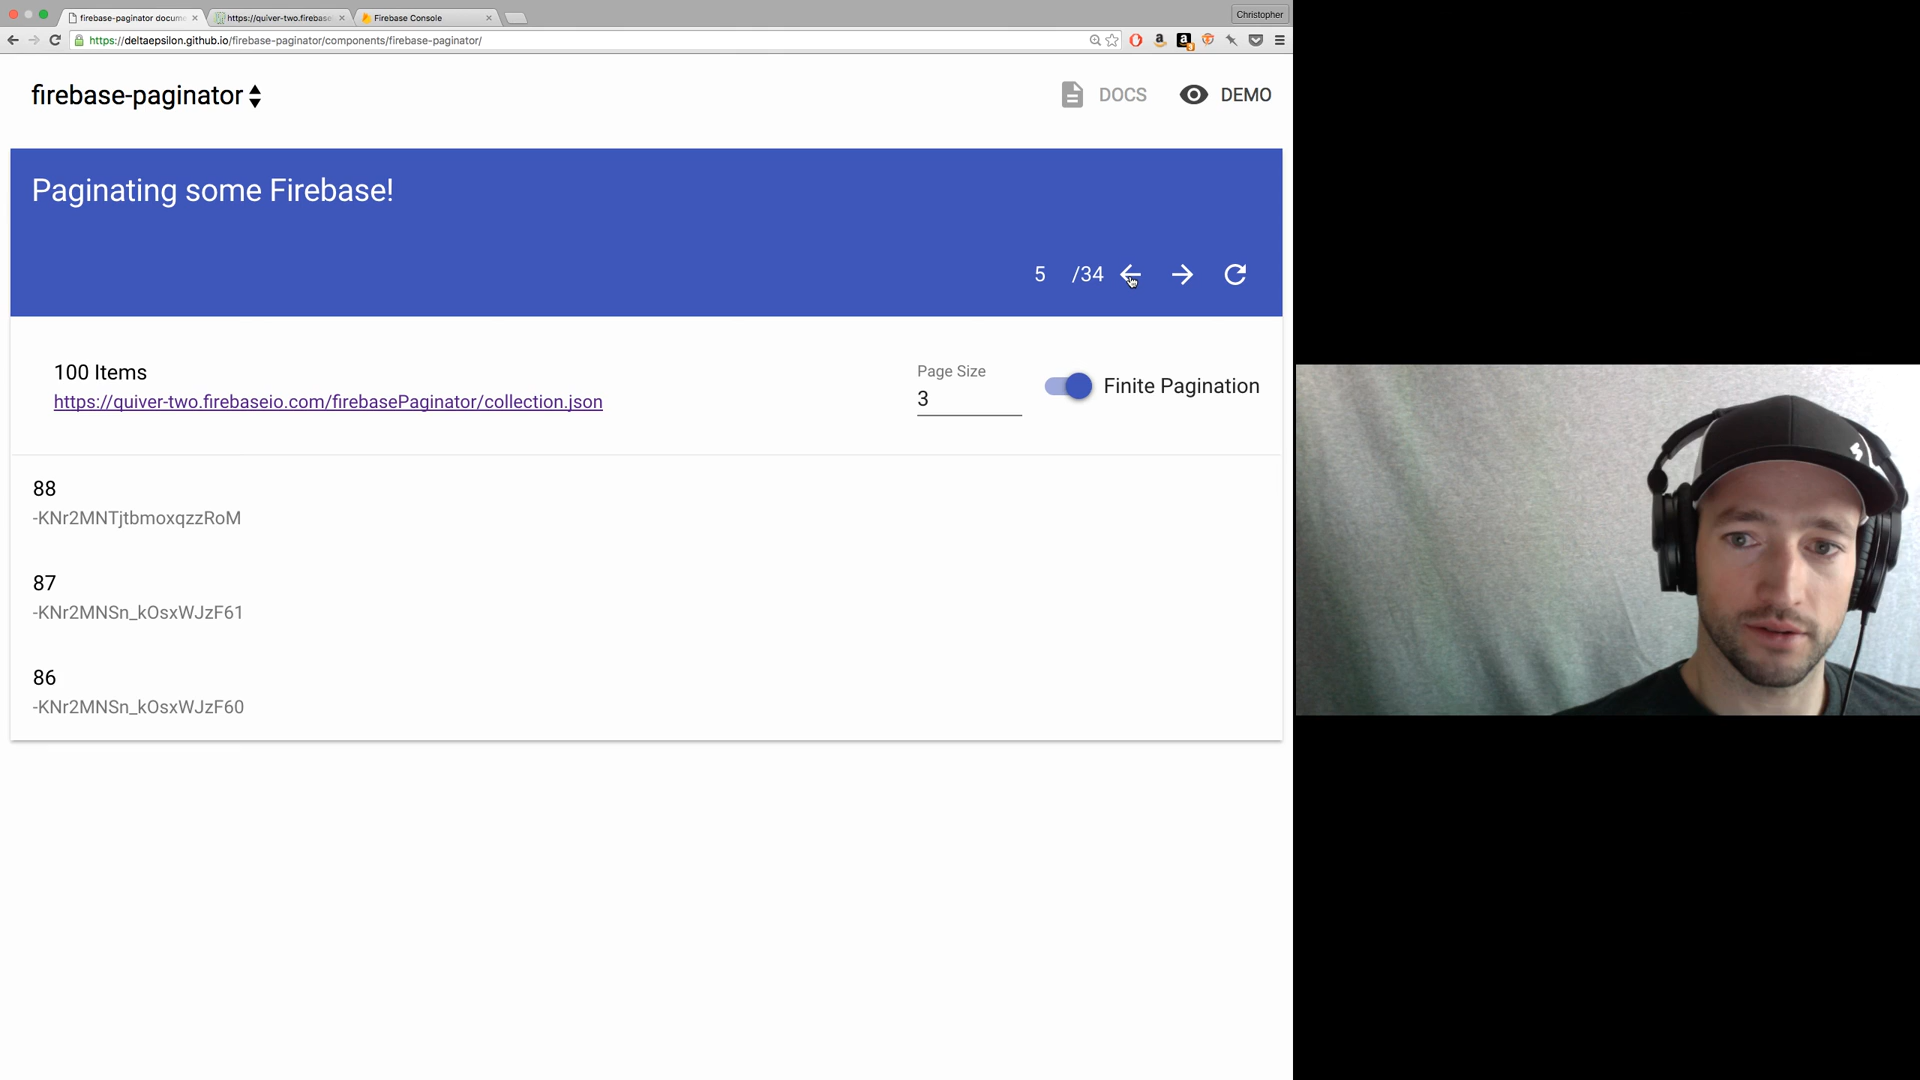 firebase-paginator docume
https://quiver-two.firebase
Firebase Console
Christopher
https://deltaepsilon.github.io/firebase-paginator/components/firebase-paginator/
firebase-paginator
DOCS
DEMO
Paginating some Firebase!
5 /34
100 Items
https://quiver-two.firebaseio.com/firebasePaginator/collection.json
Page Size
3
Finite Pagination
88
-KNr2MNTjtbmoxqzzRoM
87
-KNr2MNSn_kOsxWJzF61
86
-KNr2MNSn_kOsxWJzF60